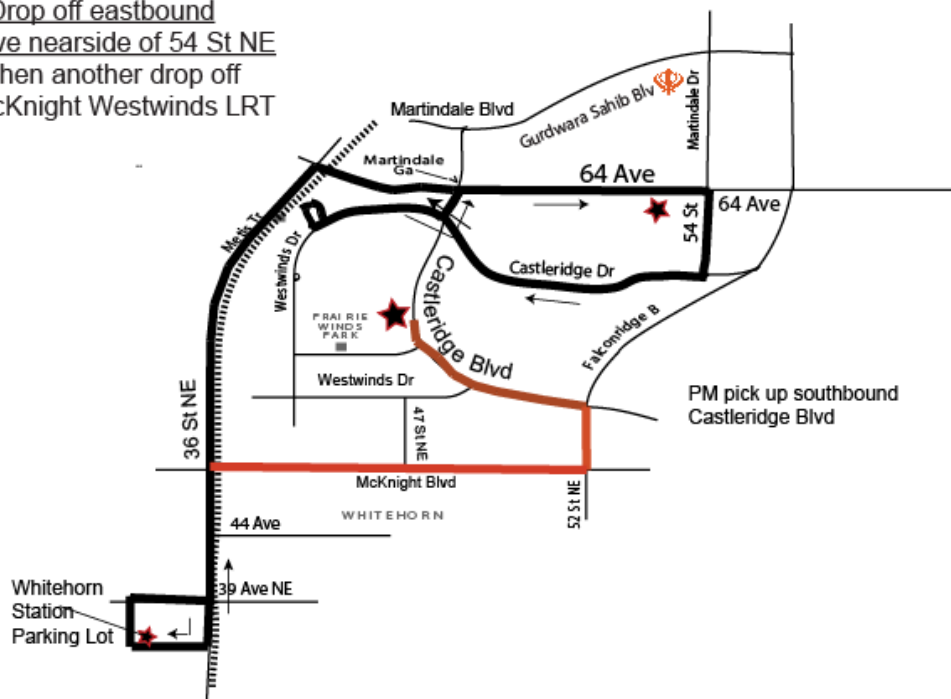 Drop off eastbound
ve nearside of 54 St NE
hen another drop off
cKnight Westwinds LRT
Martindale Blvd
Gurdwara Sahib Blv
Martindale Dr
Martindale
Ga
64 Ave
64 Ave
54 St
Metis Tr
Westwinds Dr
Castleridge Dr
Castleridge Blvd
PRAIRIE
WINDS
PARK
Falconridge B
Westwinds Dr
36 St NE
47 St NE
PM pick up southbound
Castleridge Blvd
McKnight Blvd
52 St NE
WHITEHORN
44 Ave
39 Ave NE
Whitehorn
Station
Parking Lot